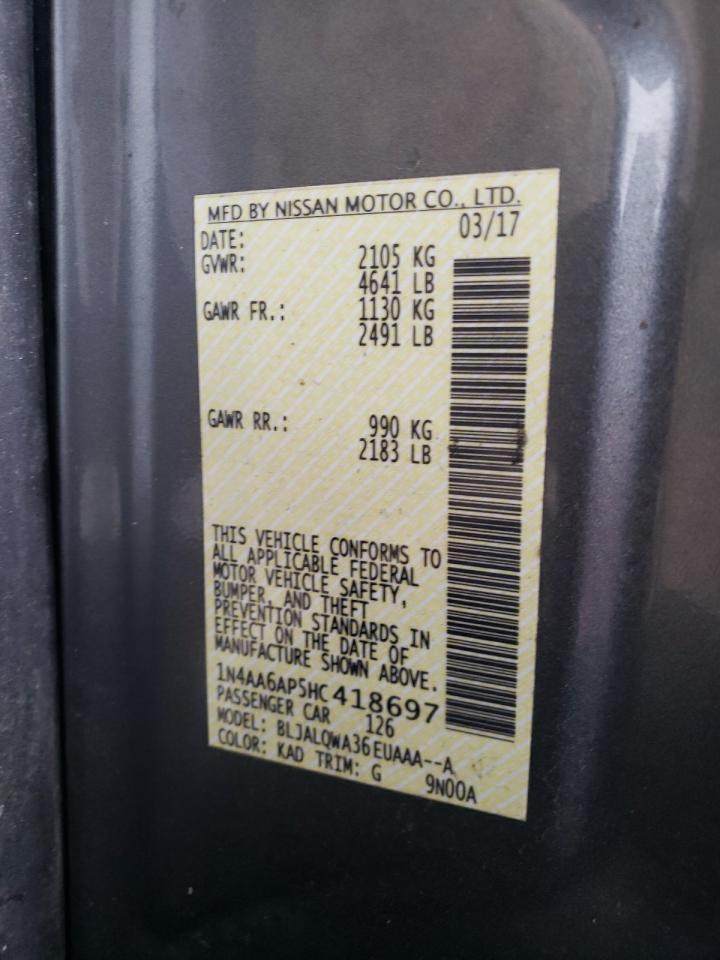 MFD BY NISSAN MOTOR CO., LTD.
DATE: 03/17
GVWR: 2105 KG
4641 LB
GAWR FR.: 1130 KG
2491 LB
GAWR RR.: 990 KG
2183 LB
THIS VEHICLE CONFORMS TO
ALL APPLICABLE FEDERAL
MOTOR VEHICLE SAFETY,
BUMPER, AND THEFT
PREVENTION STANDARDS IN
EFFECT ON THE DATE OF
MANUFACTURE SHOWN ABOVE.
1N4AA6AP5HC418697
PASSENGER CAR 126
MODEL: BLJALQWA36EUAAA--A
COLOR: KAD TRIM: G 9N00A